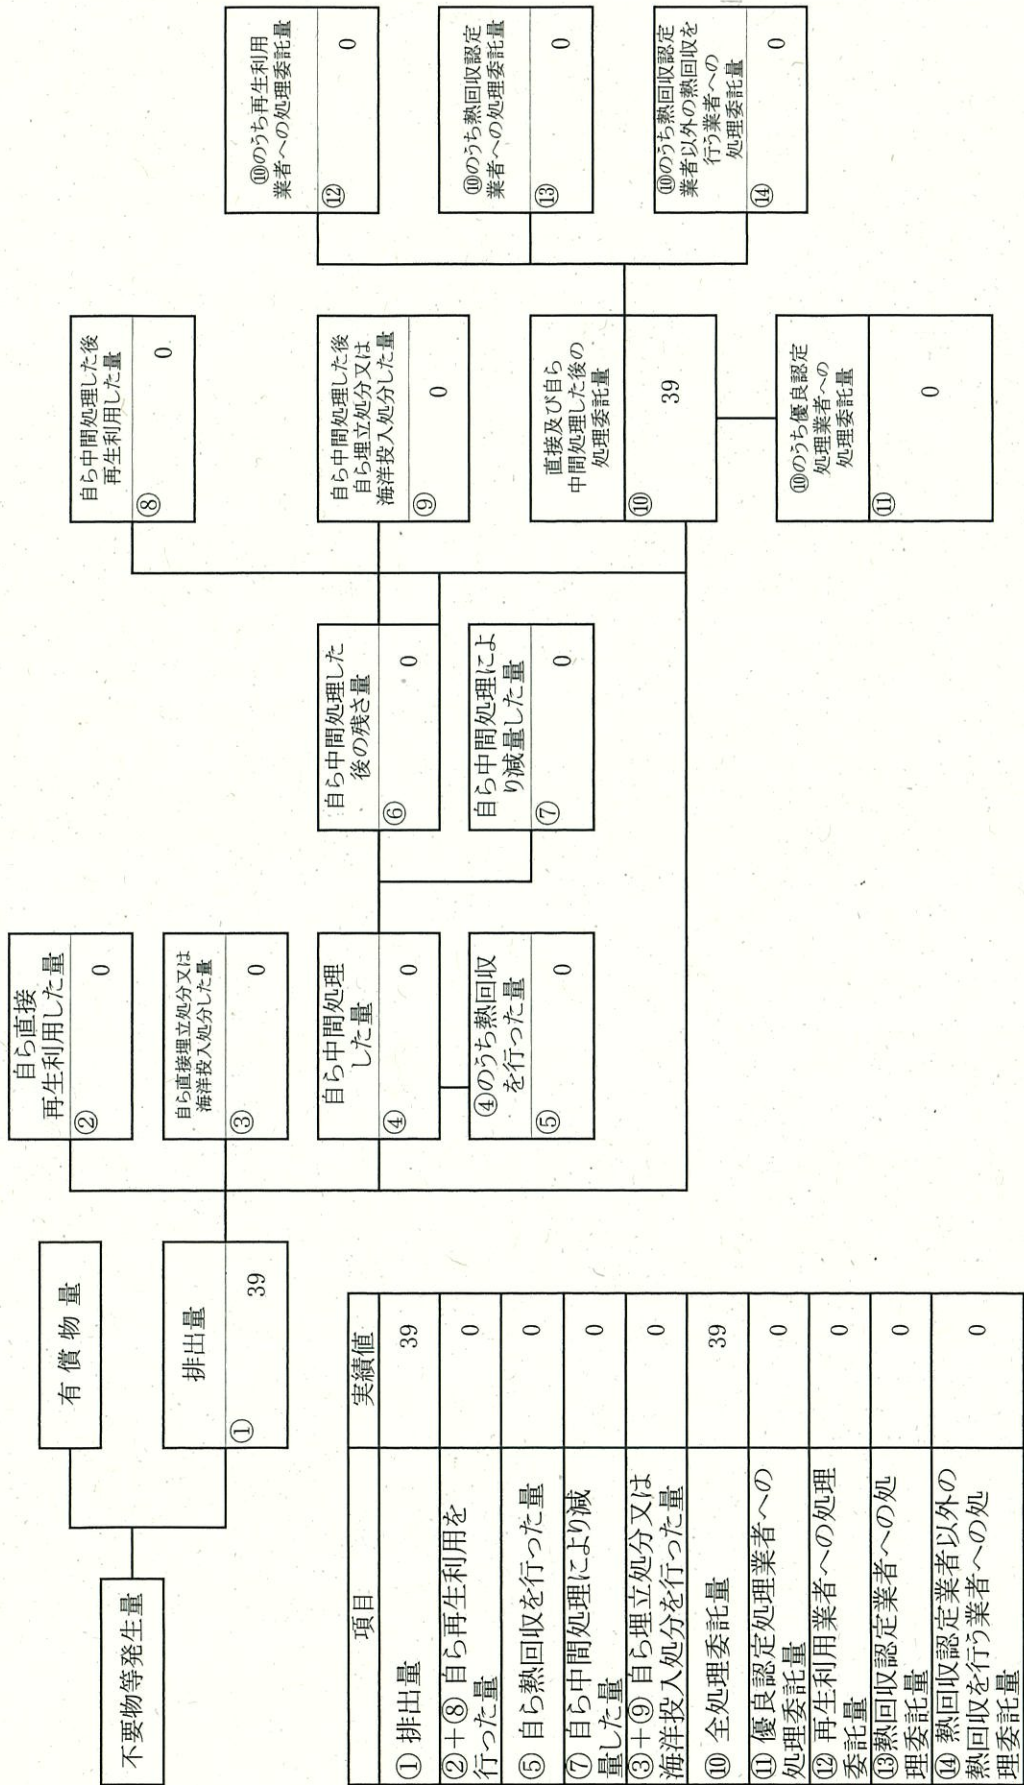 不要物等発生量
有償物量
排出量
① 39
自ら直接
再生利用した量
② 0
自ら直接埋立処分又は
海洋投入処分した量
③ 0
自ら中間処理
した量
④ 0
④のうち熱回収
を行った量
⑤ 0
自ら中間処理した
後の残さ量
⑥ 0
自ら中間処理によ
り減量した量
⑦ 0
自ら中間処理した後
再生利用した量
⑧ 0
自ら中間処理した後
自ら埋立処分又は
海洋投入処分した量
⑨ 0
直接及び自ら
中間処理した後の
処理委託量
⑩ 39
⑩のうち優良認定
処理業者への
処理委託量
⑪ 0
⑩のうち再生利用
業者への処理委託量
⑫ 0
⑩のうち熱回収認定
業者への処理委託量
⑬ 0
⑩のうち熱回収認定
業者以外の熱回収を
行う業者への
処理委託量
⑭ 0
項目 実績値
① 排出量 39
②+⑧ 自ら再生利用を
行った量 0
⑤ 自ら熱回収を行った量 0
⑦ 自ら中間処理により減
量した量 0
③+⑨ 自ら埋立処分又は
海洋投入処分を行った量 0
⑩ 全処理委託量 39
⑪ 優良認定処理業者への
処理委託量 0
⑫ 再生利用業者への処理
委託量 0
⑬熱回収認定業者への処
理委託量 0
⑭ 熱回収認定業者以外の
熱回収を行う業者への処
理委託量 0